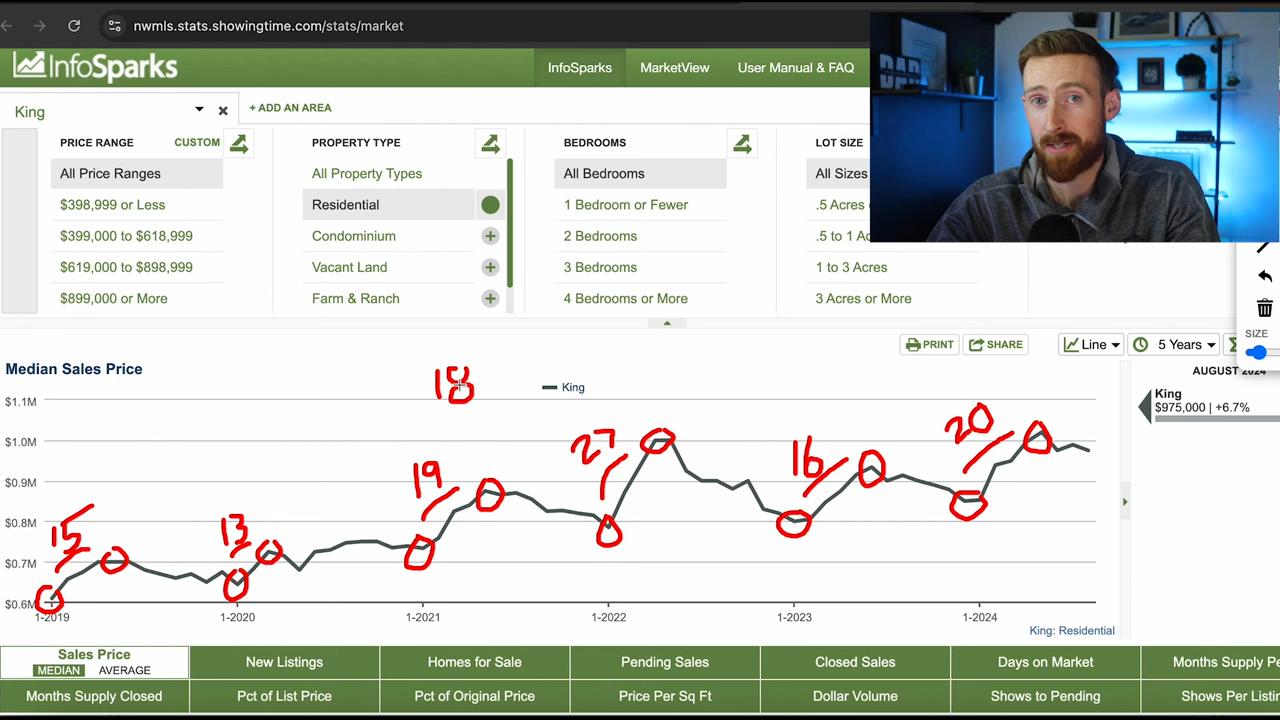 nwmls.stats.showingtime.com/stats/market
InfoSparks
InfoSparks MarketView User Manual & FAQ
King
+ ADD AN AREA
PRICE RANGE CUSTOM
All Price Ranges
$398,999 or Less
$399,000 to $618,999
$619,000 to $898,999
$899,000 or More
PROPERTY TYPE
All Property Types
Residential
Condominium
Vacant Land
Farm & Ranch
BEDROOMS
All Bedrooms
1 Bedroom or Fewer
2 Bedrooms
3 Bedrooms
4 Bedrooms or More
LOT SIZE
All Sizes
.5 Acres
.5 to 1 A
1 to 3 Acres
3 Acres or More
DAD
SIZE
PRINT SHARE Line 5 Years
Median Sales Price
King
AUGUST 2024
King
$975,000 | +6.7%
$1.1M
$1.0M
$0.9M
$0.8M
$0.7M
$0.6M
18
15
13
19
27
16
20
1-2019 1-2020 1-2021 1-2022 1-2023 1-2024
King: Residential
Sales Price
MEDIAN AVERAGE
New Listings Homes for Sale Pending Sales Closed Sales Days on Market Months Supply P
Months Supply Closed Pct of List Price Pct of Original Price Price Per Sq Ft Dollar Volume Shows to Pending Shows Per Listin